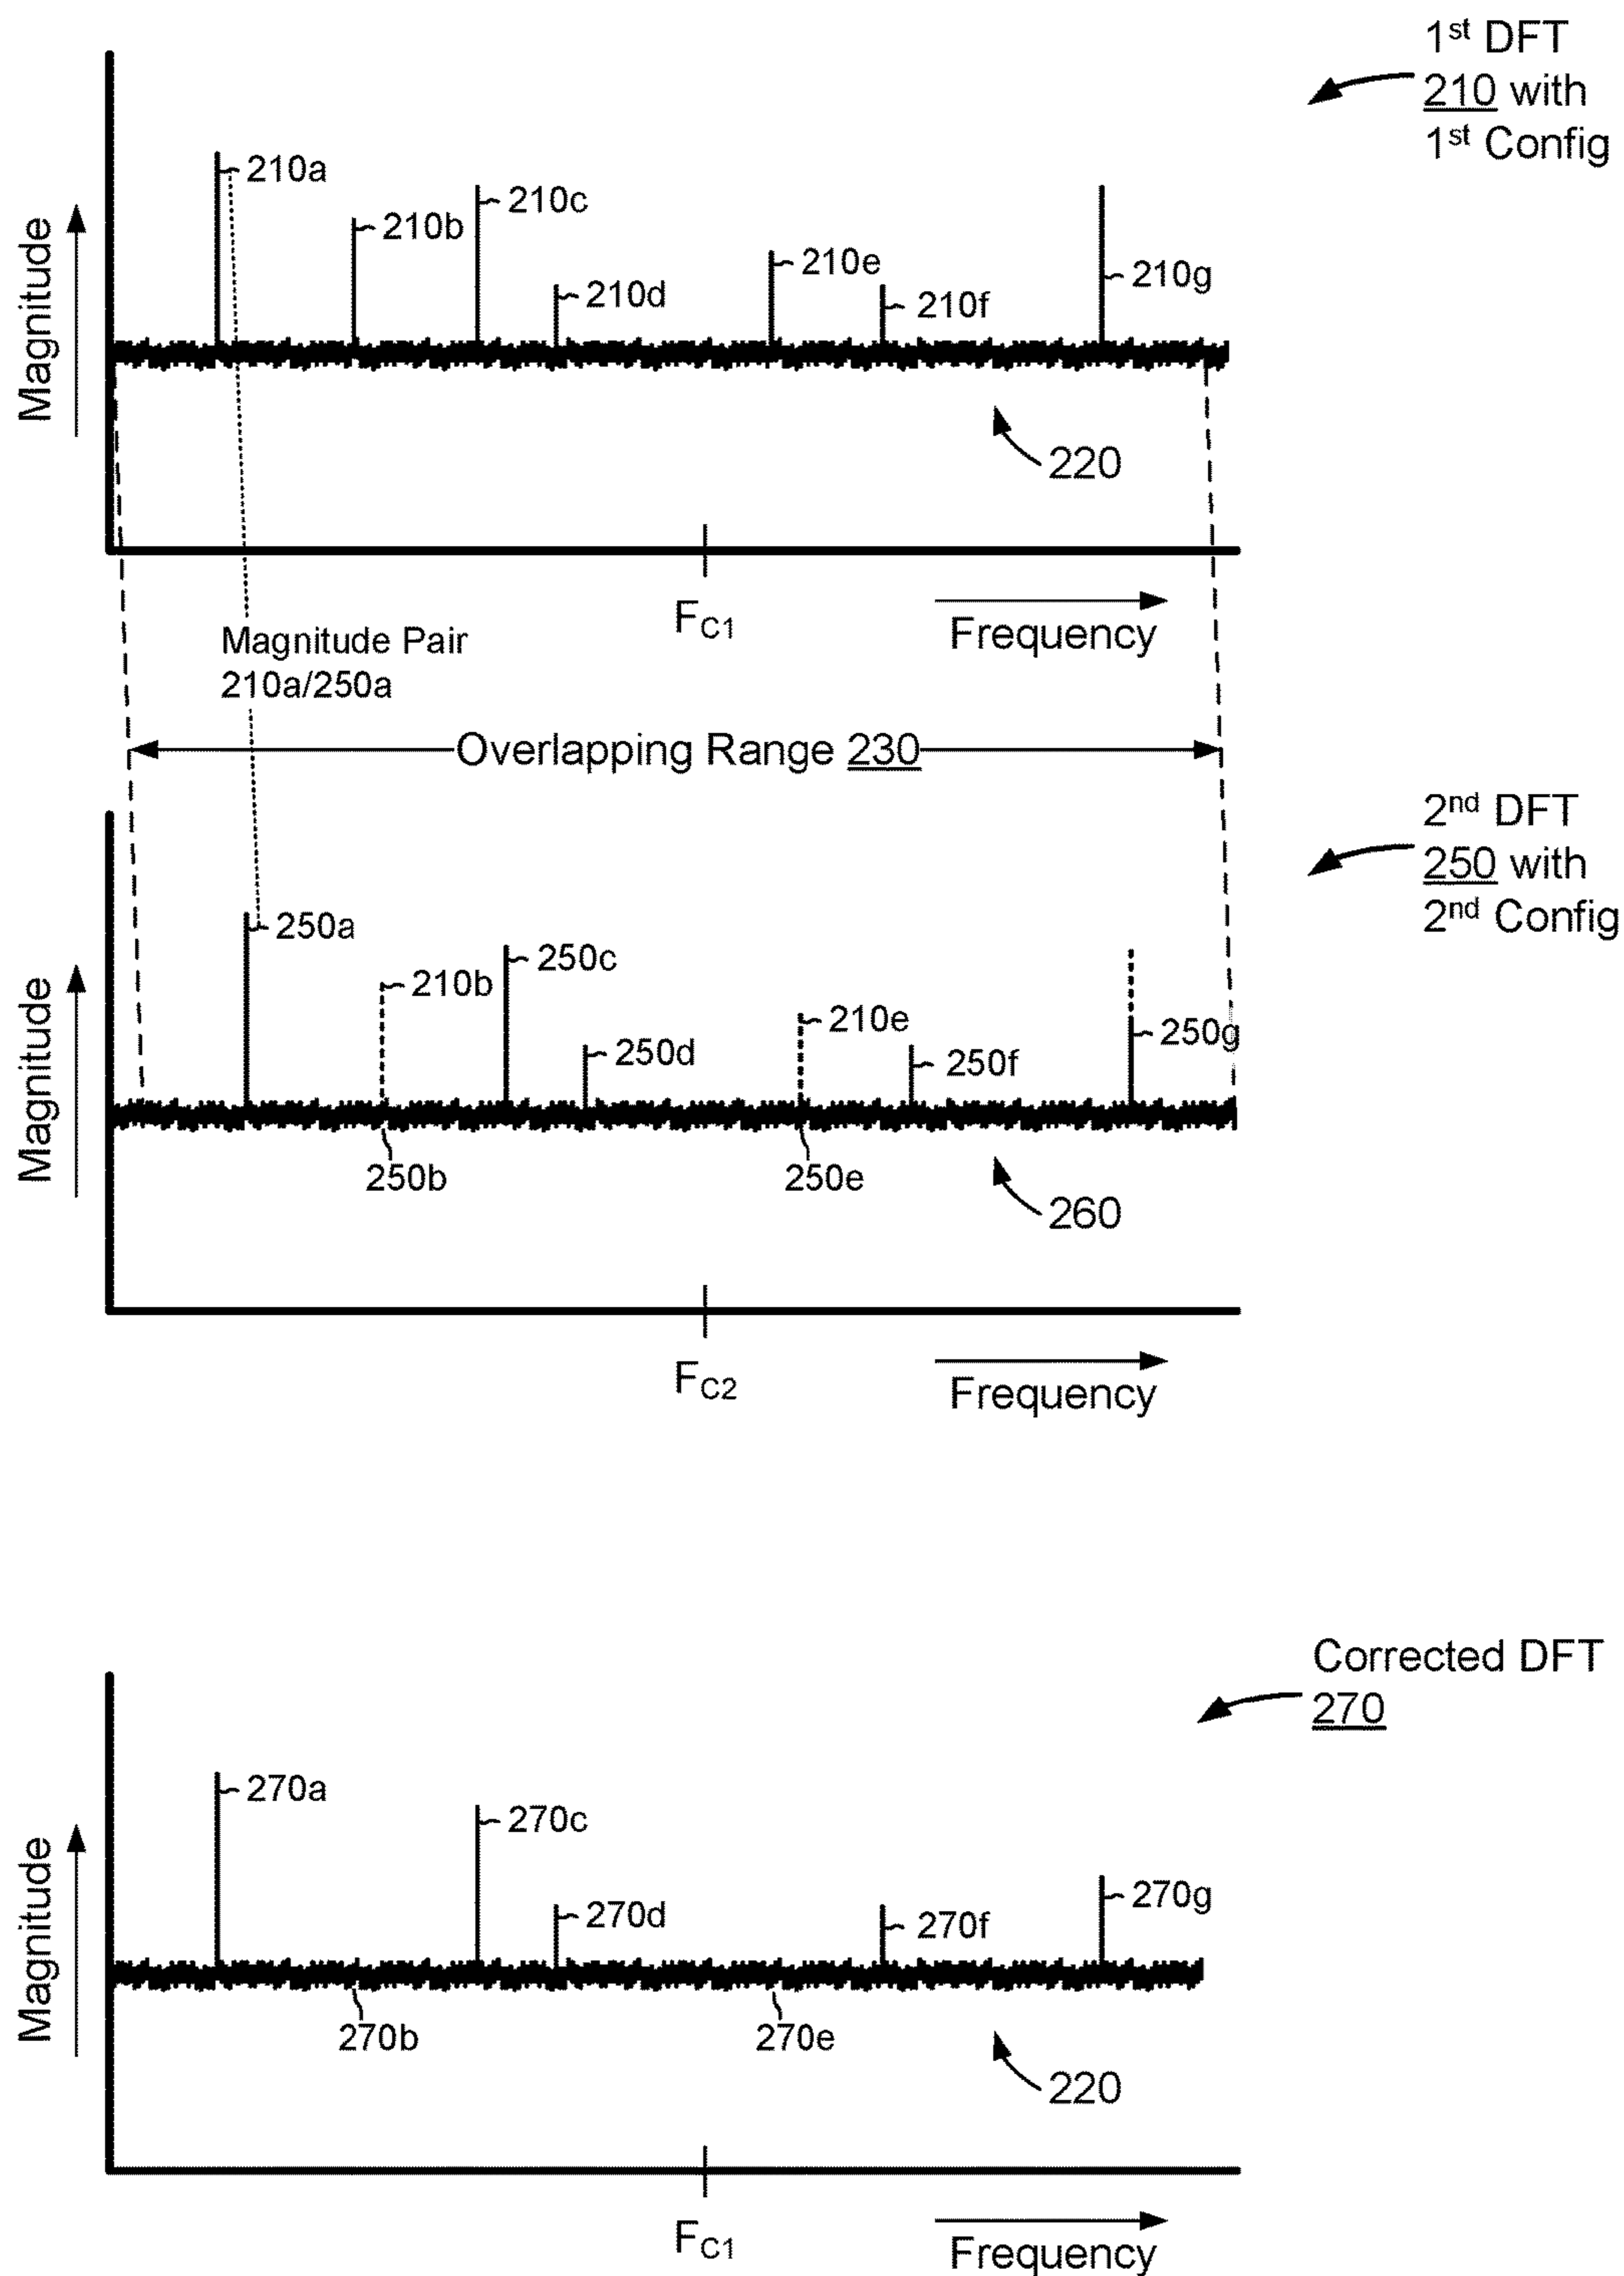 1st DFT
210 with
1st Config
Magnitude
210a
210b
210c
210d
210e
210f
210g
220
FC1
Frequency
Magnitude Pair
210a/250a
Overlapping Range 230
2nd DFT
250 with
2nd Config
Magnitude
250a
210b
250c
250d
210e
250f
250g
250b
250e
260
FC2
Frequency
Corrected DFT
270
Magnitude
270a
270c
270d
270f
270g
270b
270e
220
FC1
Frequency